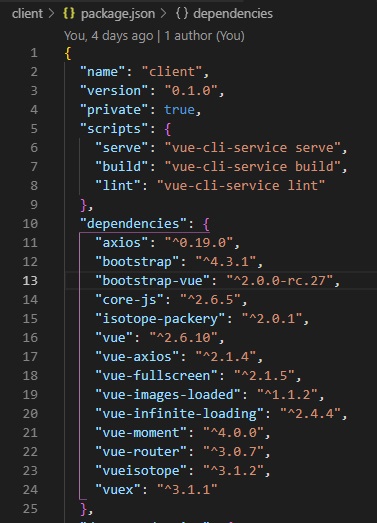 client > {} package.json > {} dependencies
You, 4 days ago | 1 author (You)
1 {
2 "name": "client",
3 "version": "0.1.0",
4 "private": true,
5 "scripts": {
6 "serve": "vue-cli-service serve",
7 "build": "vue-cli-service build",
8 "lint": "vue-cli-service lint"
9 },
10 "dependencies": {
11 "axios": "^0.19.0",
12 "bootstrap": "^4.3.1",
13 "bootstrap-vue": "^2.0.0-rc.27",
14 "core-js": "^2.6.5",
15 "isotope-packery": "^2.0.1",
16 "vue": "^2.6.10",
17 "vue-axios": "^2.1.4",
18 "vue-fullscreen": "^2.1.5",
19 "vue-images-loaded": "^1.1.2",
20 "vue-infinite-loading": "^2.4.4",
21 "vue-moment": "^4.0.0",
22 "vue-router": "^3.0.7",
23 "vueisotope": "^3.1.2",
24 "vuex": "^3.1.1"
25 },